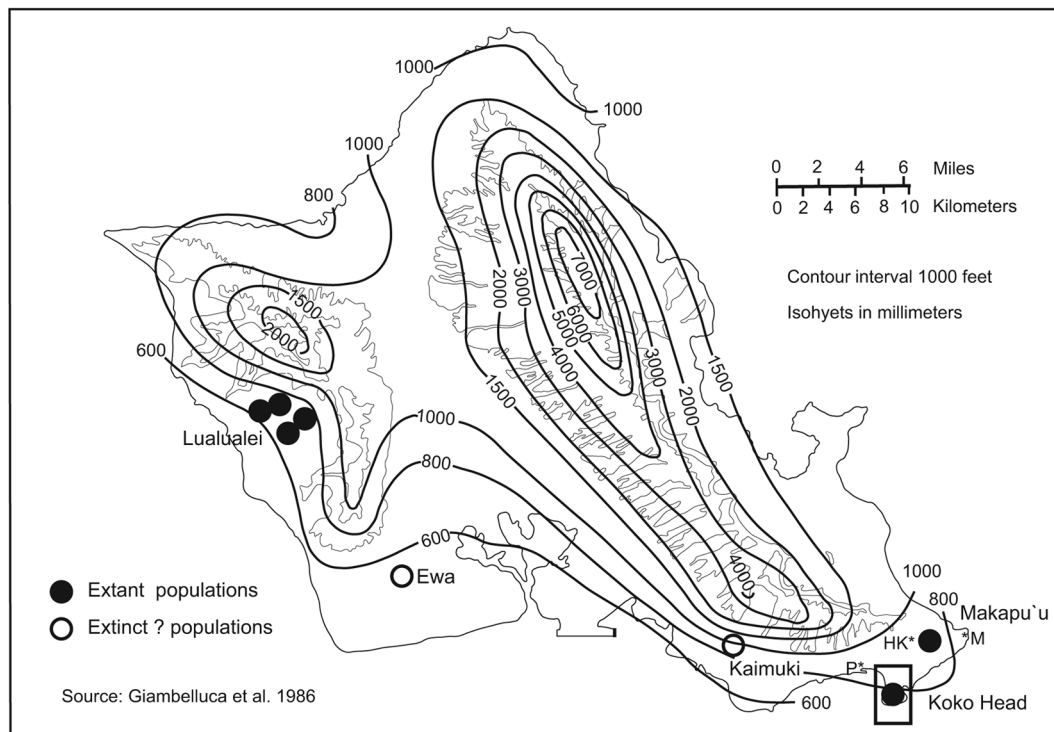 1000
1000
1000
800
0 2 4 6 Miles
0 2 4 6 8 10 Kilometers
Contour interval 1000 feet
Isohyets in millimeters
7000
6000
5000
4000
3000
2000
1500
2000
1500
3000
2000
1500
600
Lualualei
1000
800
600
Ewa
4000
1000
800
Makapu`u
HK*
*M
Kaimuki
P*
600
Koko Head
Extant populations
Extinct ? populations
Source: Giambelluca et al. 1986